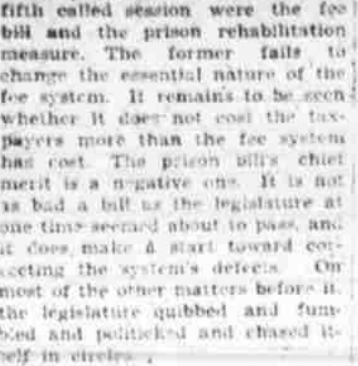 fifth called session were the fee
bill and the prison rehabilitation
measure. The former fails to
change the essential nature of the
fee system. It remains to be seen
whether it does not cost the tax-
payers more than the fee system
has cost. The prison bill's chief
merit is a negative one. It is not
as bad a bill as the legislature at
one time seemed about to pass, and
it does make a start toward cor-
recting the system's defects. On
most of the other matters before it,
the legislature quibbed and fum-
bled and politicked and chased it-
self in circles.